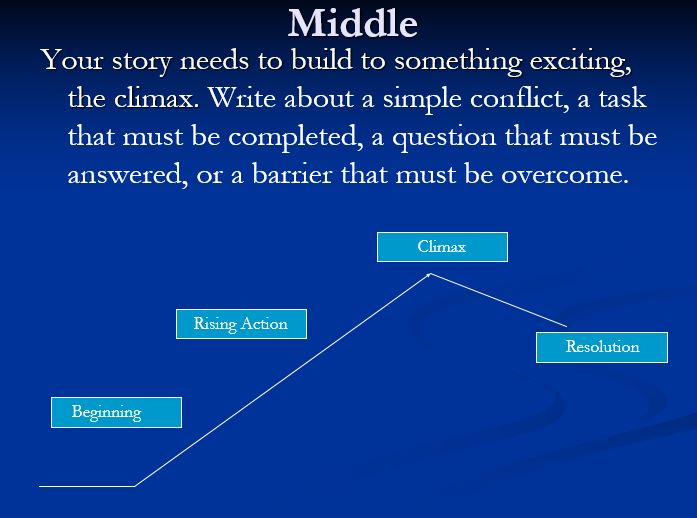 Middle
Your story needs to build to something exciting,
the climax. Write about a simple conflict, a task
that must be completed, a question that must be
answered, or a barrier that must be overcome.
Climax
Rising Action
Resolution
Beginning